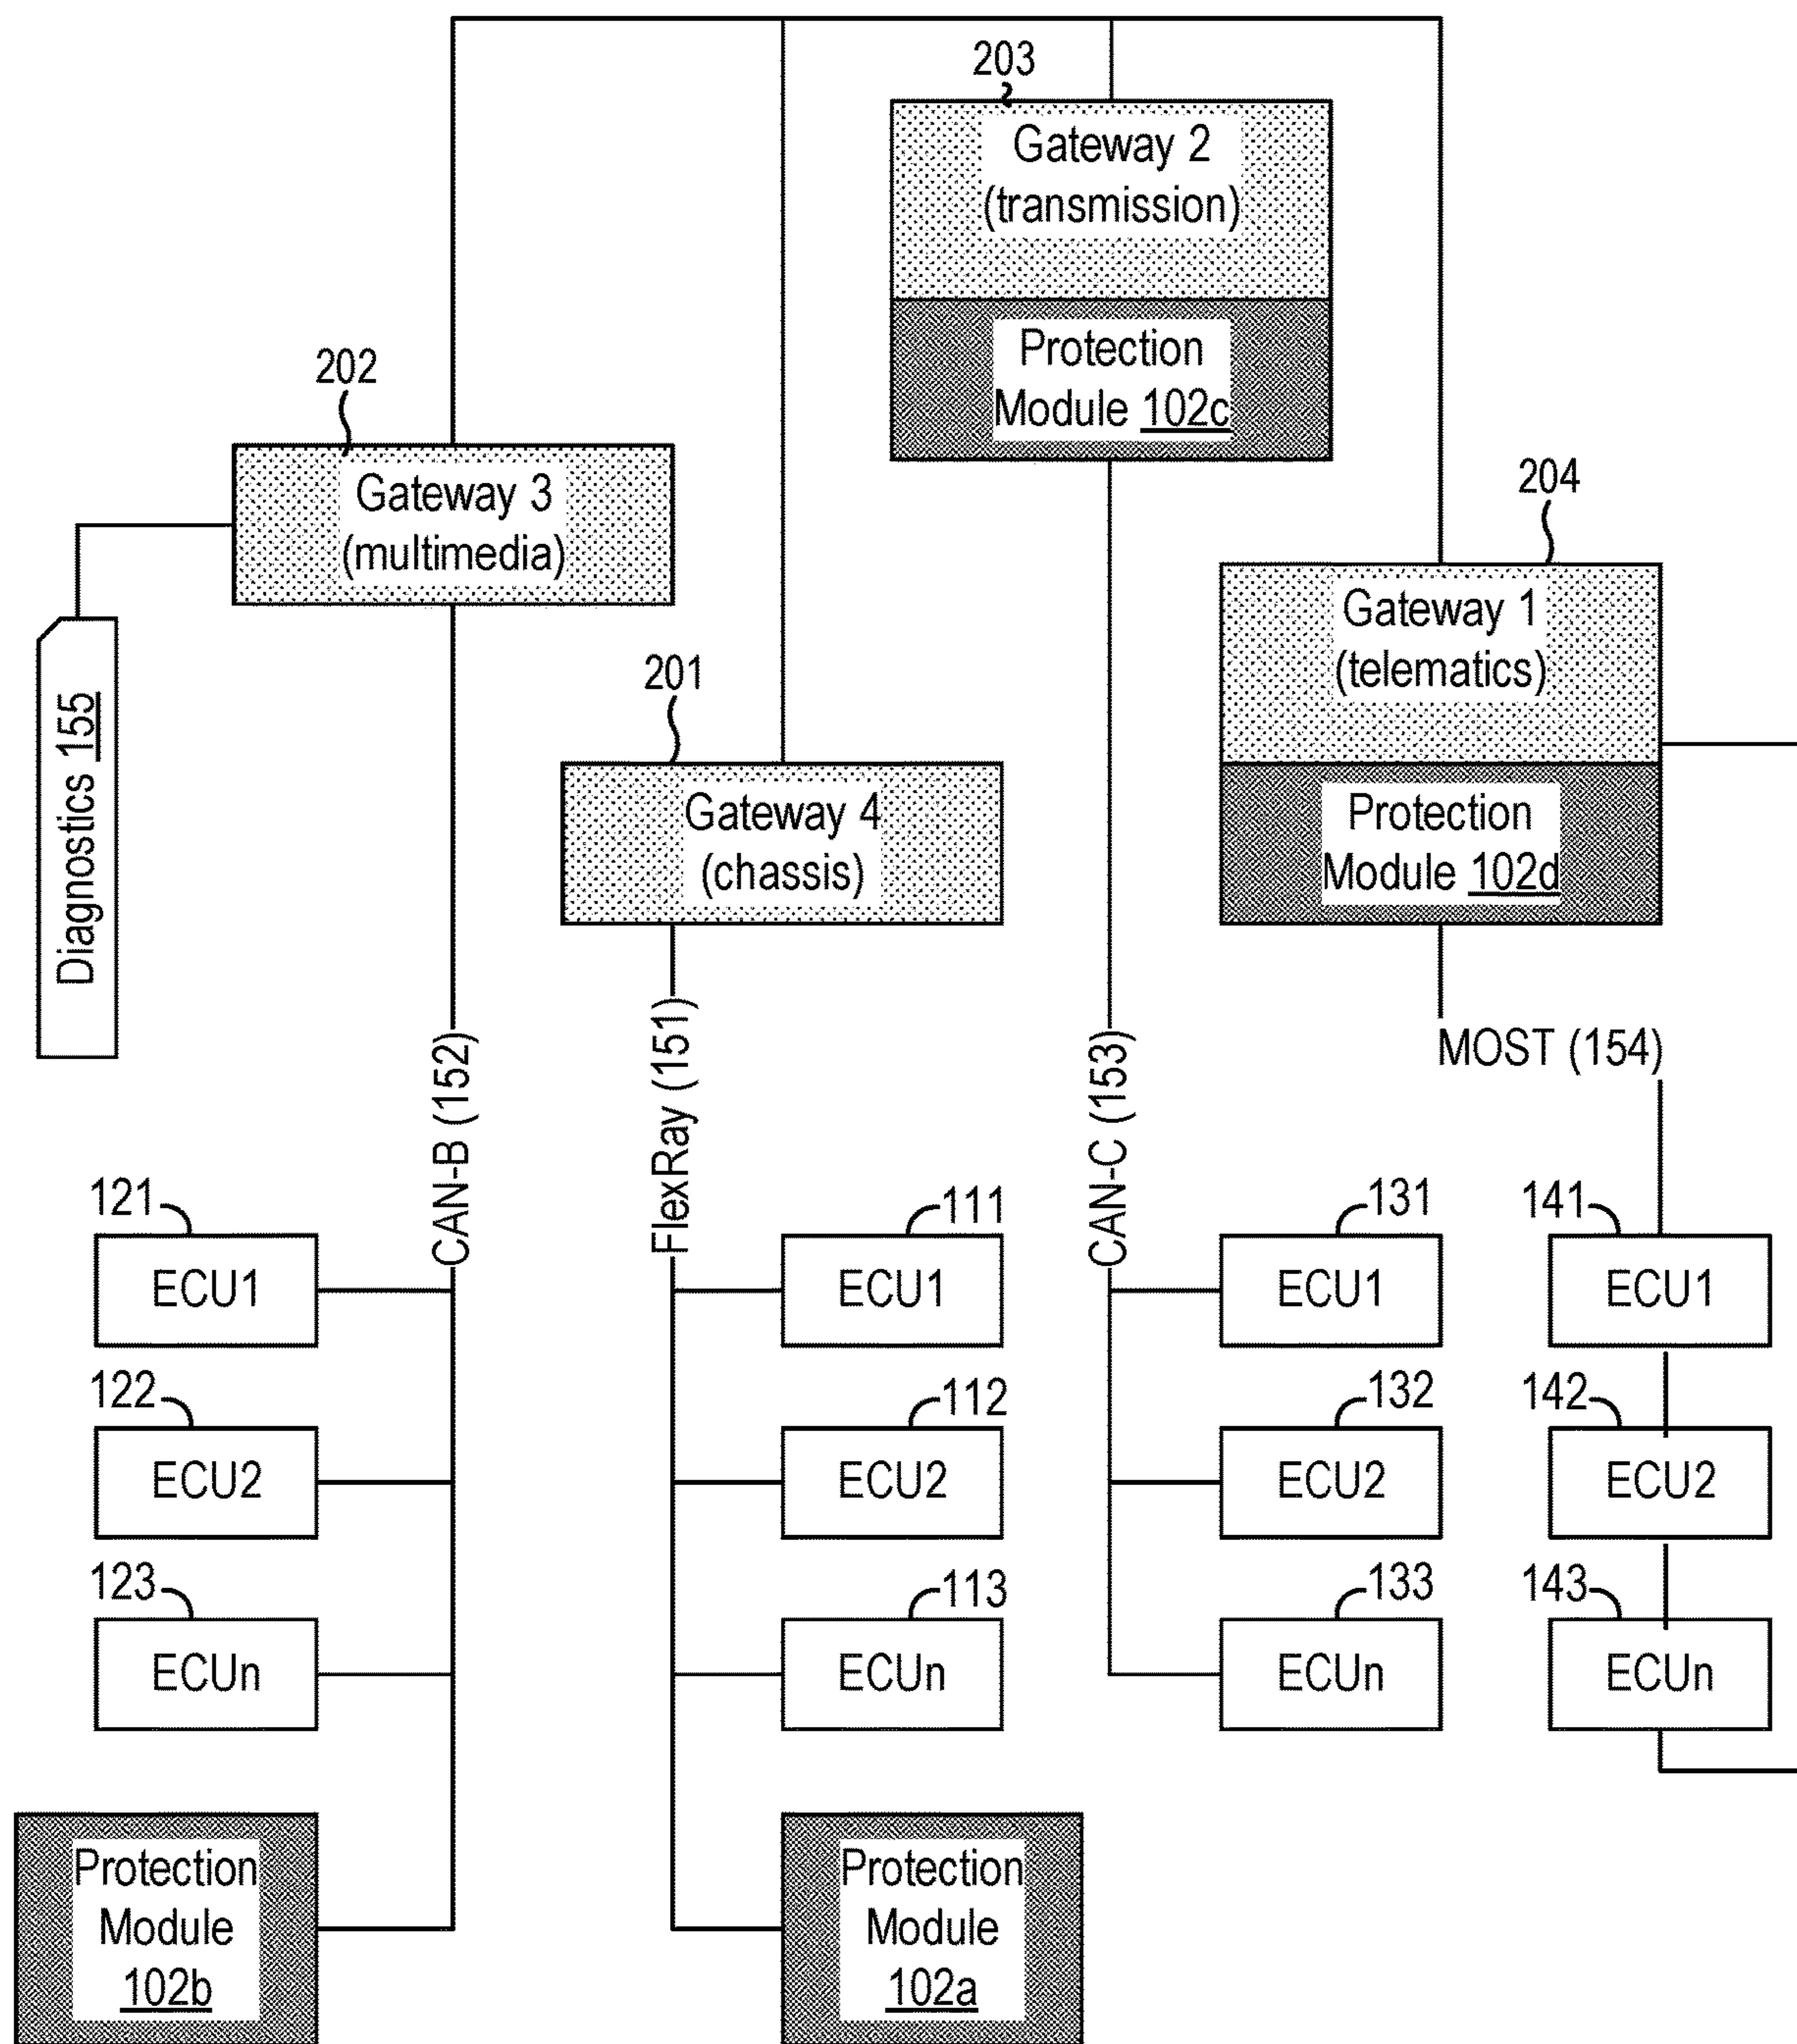 203
Gateway 2
(transmission)
Protection
Module 102c
202
Gateway 3
(multimedia)
204
Gateway 1
(telematics)
Protection
Module 102d
Diagnostics 155
201
Gateway 4
(chassis)
CAN-B (152)
FlexRay (151)
CAN-C (153)
MOST (154)
121
ECU1
111
ECU1
131
ECU1
141
ECU1
122
ECU2
112
ECU2
132
ECU2
142
ECU2
123
ECUn
113
ECUn
133
ECUn
143
ECUn
Protection
Module
102b
Protection
Module
102a